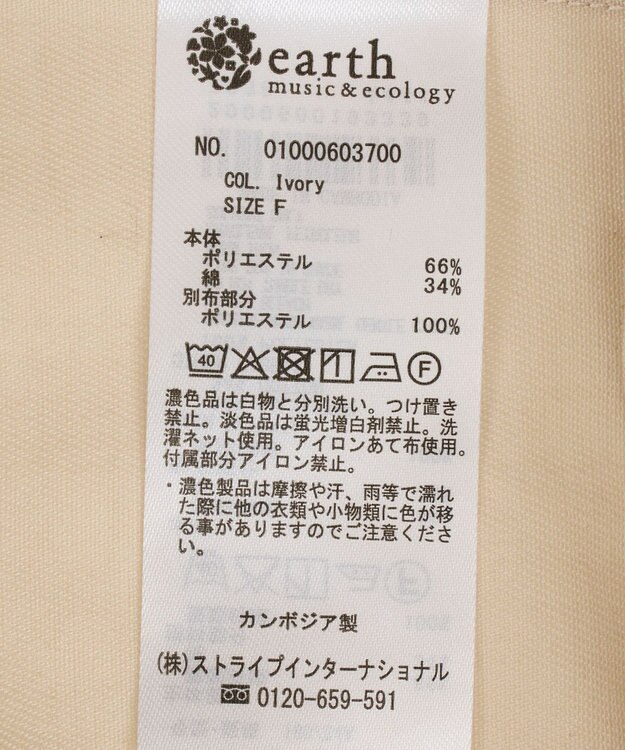 earth
music&ecology
NO. 01000603700
COL. Ivory
SIZE F
本体
ポリエステル 66%
綿 34%
別布部分
ポリエステル 100%
40 F
濃色品は白物と分別洗い。つけ置き
禁止。淡色品は蛍光増白剤禁止。洗
濯ネット使用。アイロンあて布使用。
付属部分アイロン禁止。
・濃色製品は摩擦や汗、雨等で濡れ
た際に他の衣類や小物類に色が移
る事がありますのでご注意くださ
い。
カンボジア製
(株)ストライプインターナショナル
0120-659-591